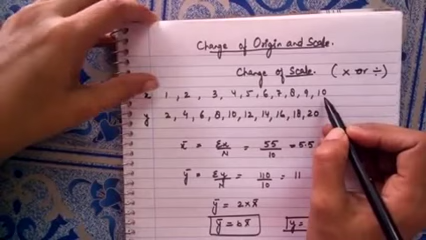 Change of Origin and Scale.
Change of Scale. ( x or ÷)
x 1, 2, 3, 4, 5, 6, 7, 8, 9, 10
y 2, 4, 6, 8, 10, 12, 14, 16, 18, 20
x̄ = Σx/N = 55/10 = 5.5
ȳ = Σy/N = 110/10 = 11
ȳ = 2 x x̄
ȳ = b x̄ y =